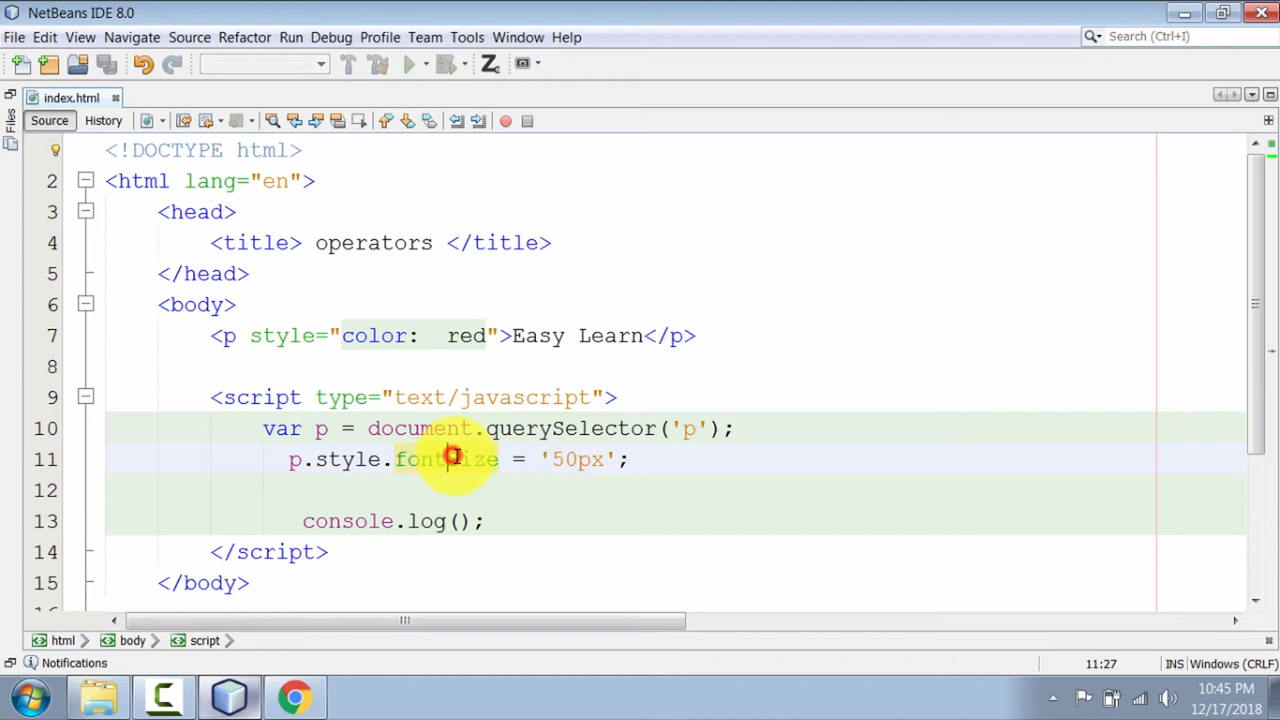 NetBeans IDE 8.0
File Edit View Navigate Source Refactor Run Debug Profile Team Tools Window Help
Search (Ctrl+I)
index.html
Files
Source History
<!DOCTYPE html>
2 <html lang="en">
3 <head>
4 <title> operators </title>
5 </head>
6 <body>
7 <p style="color:  red">Easy Learn</p>
8
9 <script type="text/javascript">
10 var p = document.querySelector('p');
11 p.style.fontSize = '50px';
12
13 console.log();
14 </script>
15 </body>
html body script
Notifications
11:27 INS Windows (CRLF)
10:45 PM
12/17/2018